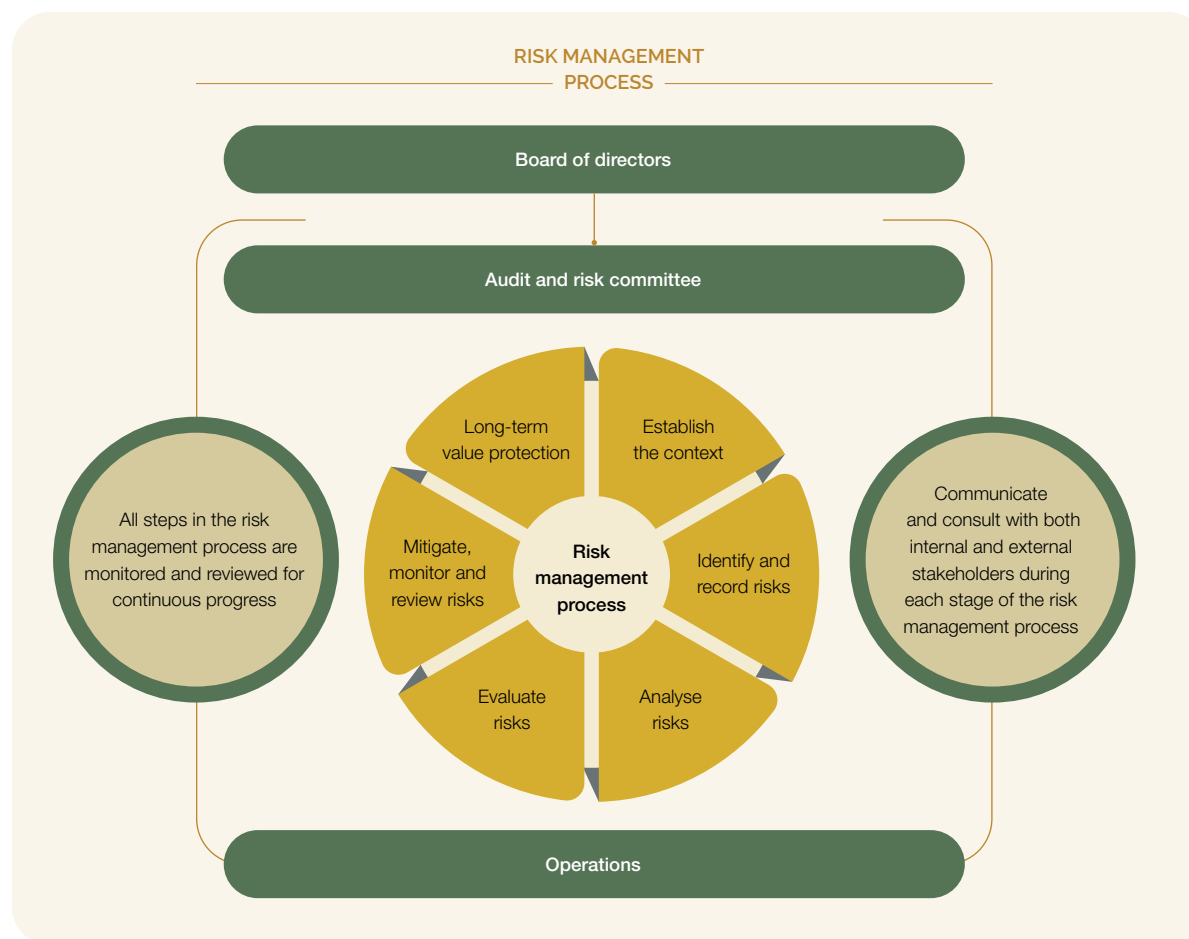 RISK MANAGEMENT
PROCESS
Board of directors
Audit and risk committee
All steps in the risk
management process are
monitored and reviewed for
continuous progress
Long-term
value protection
Establish
the context
Mitigate,
monitor and
review risks
Risk
management
process
Identify and
record risks
Evaluate
risks
Analyse
risks
Communicate
and consult with both
internal and external
stakeholders during
each stage of the risk
management process
Operations